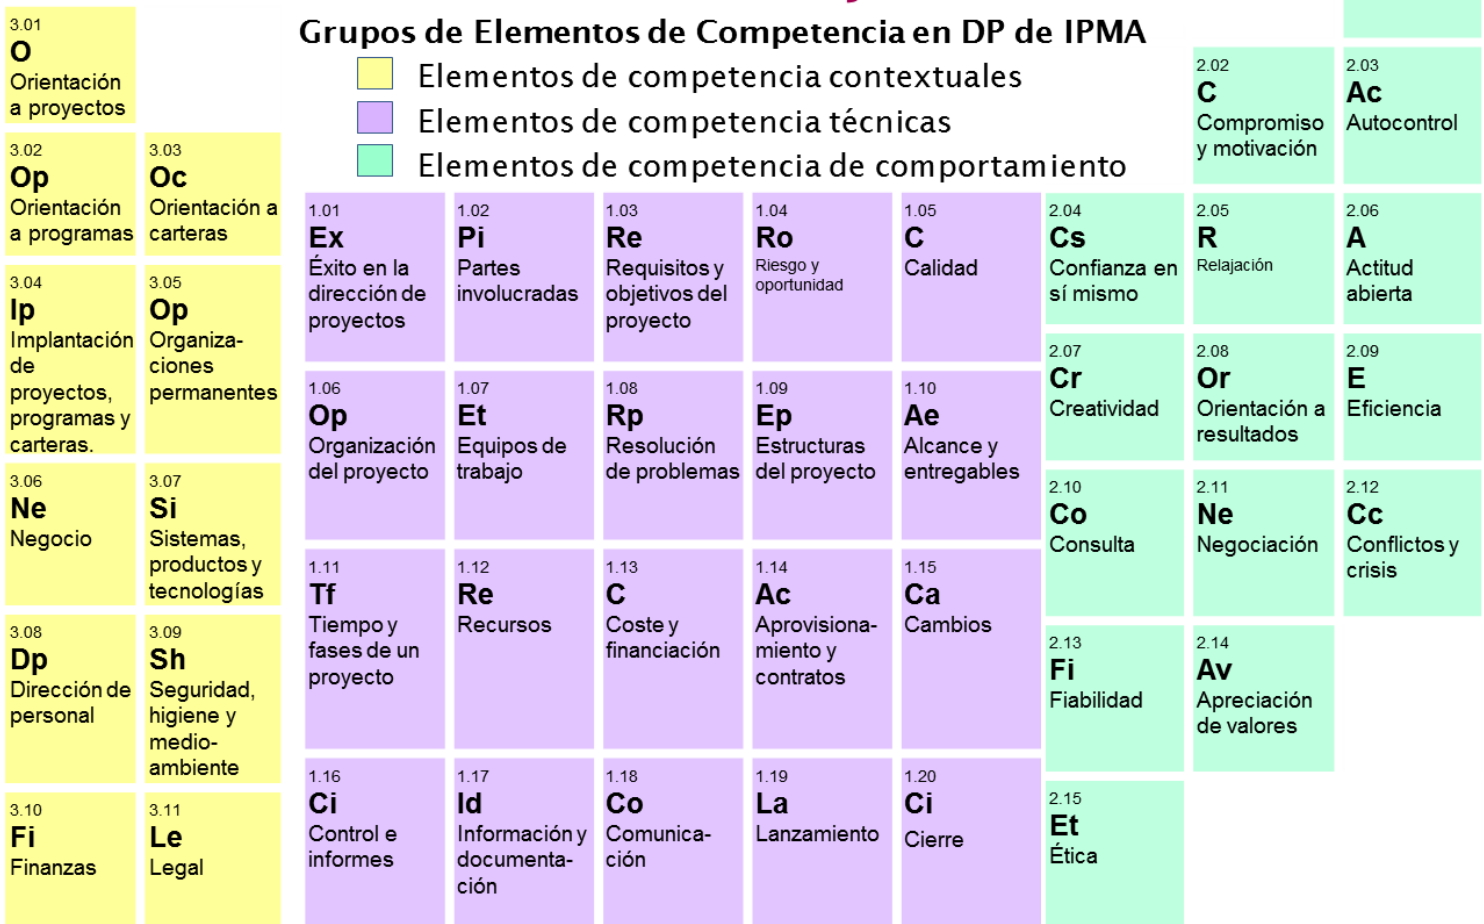 Grupos de Elementos de Competencia en DP de IPMA
Elementos de competencia contextuales
Elementos de competencia técnicas
Elementos de competencia de comportamiento
3.01
O
Orientación
a proyectos
3.02
Op
Orientación
a programas
3.03
Oc
Orientación a
carteras
3.04
Ip
Implantación
de
proyectos,
programas y
carteras.
3.05
Op
Organiza-
ciones
permanentes
3.06
Ne
Negocio
3.07
Si
Sistemas,
productos y
tecnologías
3.08
Dp
Dirección de
personal
3.09
Sh
Seguridad,
higiene y
medio-
ambiente
3.10
Fi
Finanzas
3.11
Le
Legal
1.01
Ex
Éxito en la
dirección de
proyectos
1.02
Pi
Partes
involucradas
1.03
Re
Requisitos y
objetivos del
proyecto
1.04
Ro
Riesgo y
oportunidad
1.05
C
Calidad
1.06
Op
Organización
del proyecto
1.07
Et
Equipos de
trabajo
1.08
Rp
Resolución
de problemas
1.09
Ep
Estructuras
del proyecto
1.10
Ae
Alcance y
entregables
1.11
Tf
Tiempo y
fases de un
proyecto
1.12
Re
Recursos
1.13
C
Coste y
financiación
1.14
Ac
Aprovisiona-
miento y
contratos
1.15
Ca
Cambios
1.16
Ci
Control e
informes
1.17
Id
Información y
documenta-
ción
1.18
Co
Comunica-
ción
1.19
La
Lanzamiento
1.20
Ci
Cierre
2.02
C
Compromiso
y motivación
2.03
Ac
Autocontrol
2.04
Cs
Confianza en
sí mismo
2.05
R
Relajación
2.06
A
Actitud
abierta
2.07
Cr
Creatividad
2.08
Or
Orientación a
resultados
2.09
E
Eficiencia
2.10
Co
Consulta
2.11
Ne
Negociación
2.12
Cc
Conflictos y
crisis
2.13
Fi
Fiabilidad
2.14
Av
Apreciación
de valores
2.15
Et
Ética